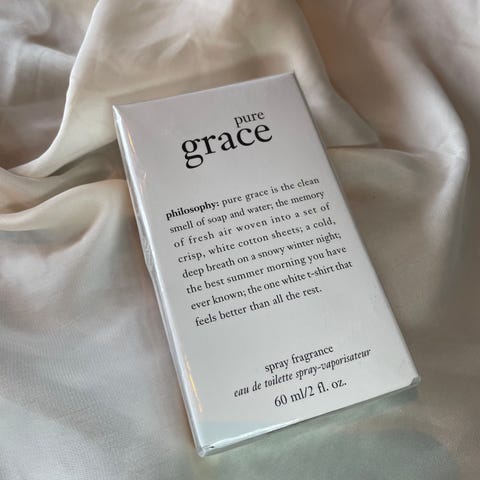 pure
grace
philosophy: pure grace is the clean
smell of soap and water; the memory
of fresh air woven into a set of
crisp, white cotton sheets; a cold,
deep breath on a snowy winter night;
the best summer morning you have
ever known; the one white t-shirt that
feels better than all the rest.
spray fragrance
eau de toilette spray-vaporisateur
60 ml/2 fl. oz.